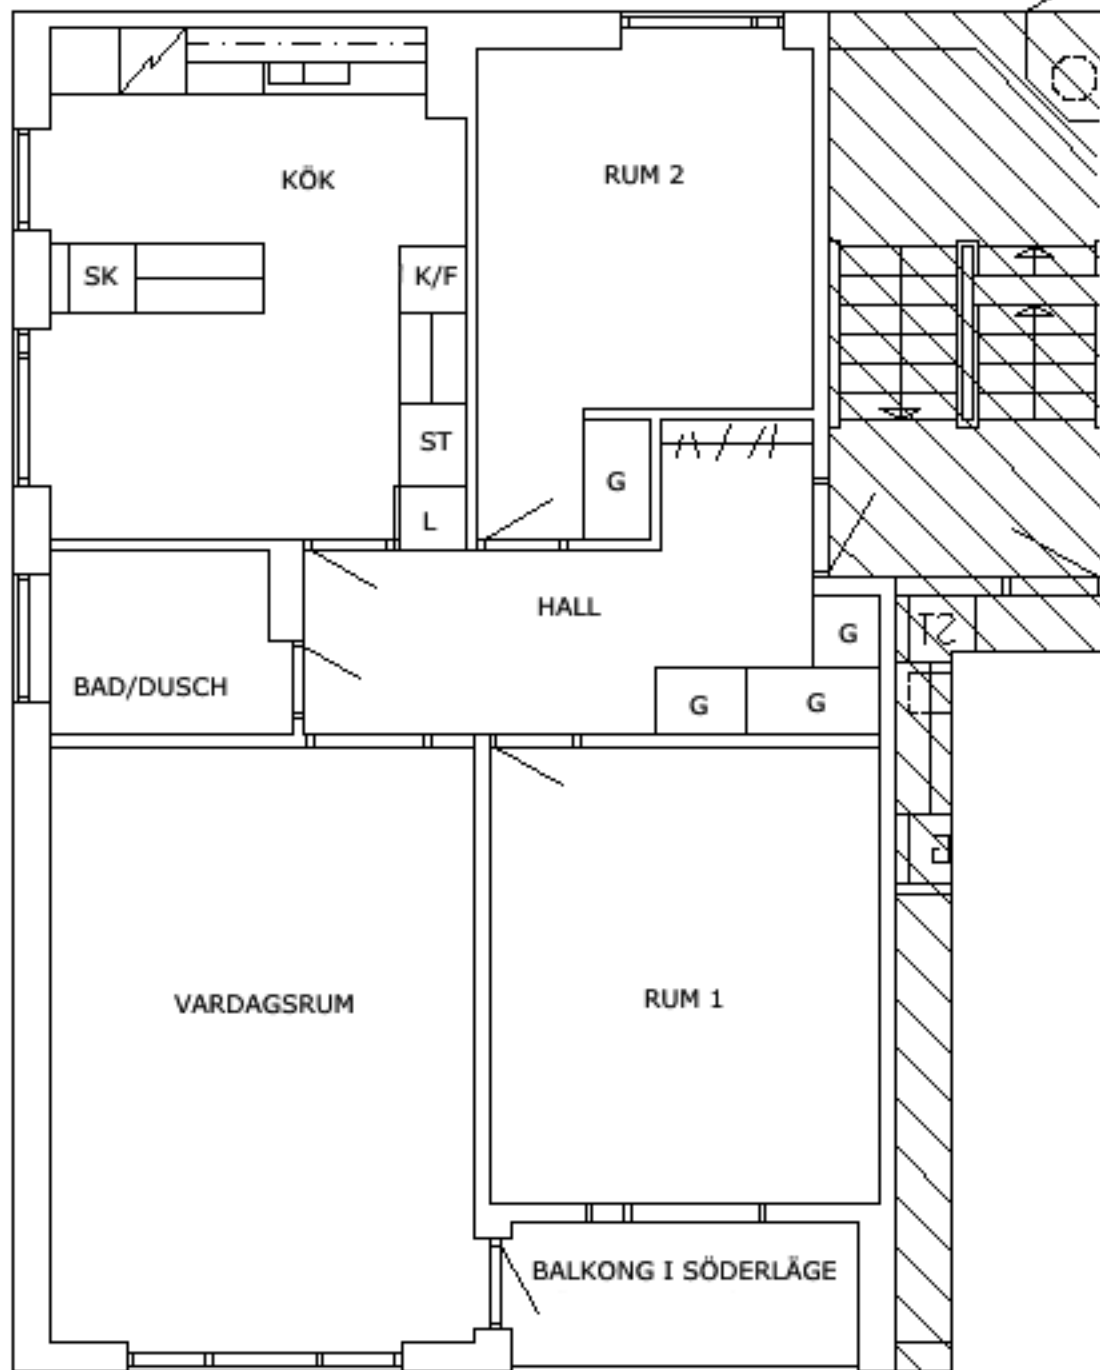 KÖK
RUM 2
SK
K/F
ST
G
L
HALL
G
BAD/DUSCH
G
G
VARDAGSRUM
RUM 1
BALKONG I SÖDERLÄGE